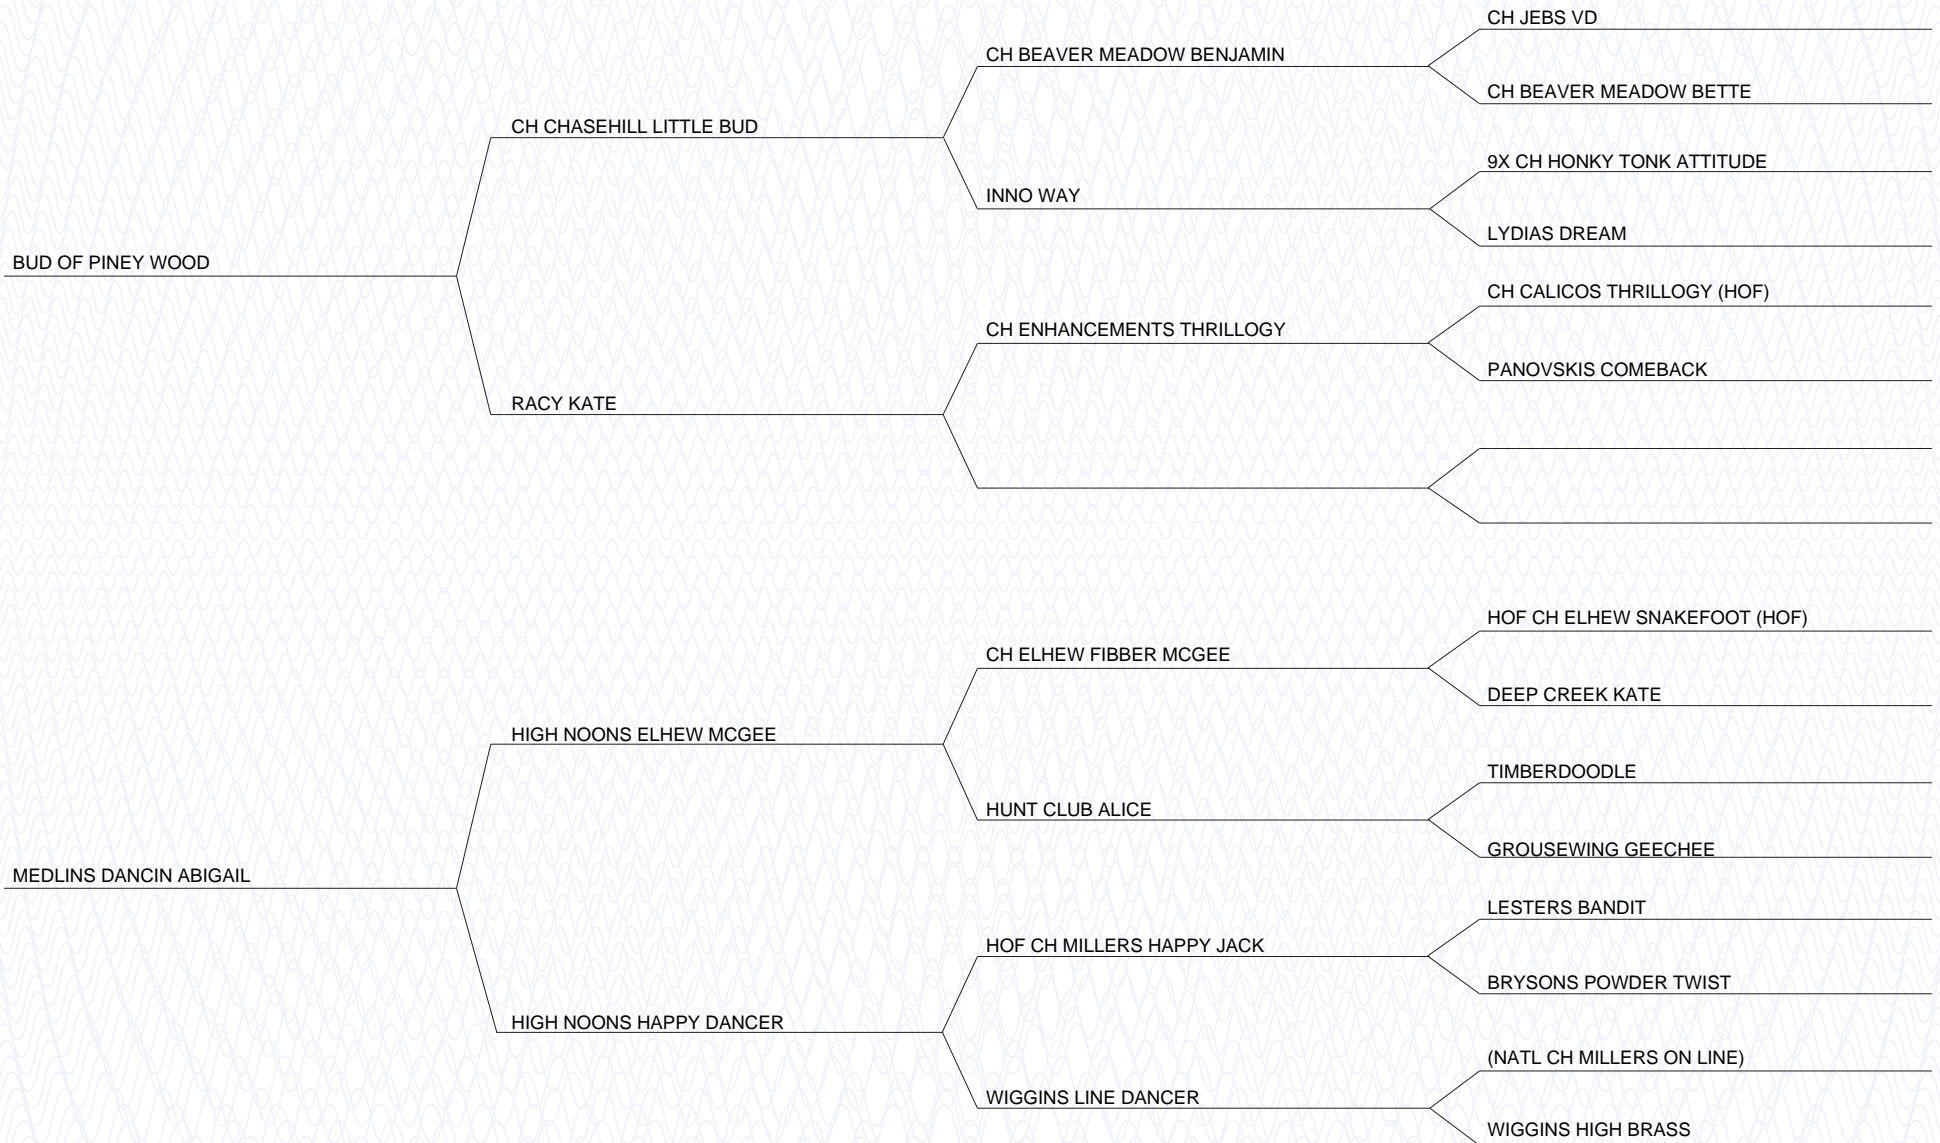 CH JEBS VD
CH BEAVER MEADOW BENJAMIN
CH BEAVER MEADOW BETTE
CH CHASEHILL LITTLE BUD
9X CH HONKY TONK ATTITUDE
INNO WAY
LYDIAS DREAM
BUD OF PINEY WOOD
CH CALICOS THRILLOGY (HOF)
CH ENHANCEMENTS THRILLOGY
PANOVSKIS COMEBACK
RACY KATE
HOF CH ELHEW SNAKEFOOT (HOF)
CH ELHEW FIBBER MCGEE
DEEP CREEK KATE
HIGH NOONS ELHEW MCGEE
TIMBERDOODLE
HUNT CLUB ALICE
GROUSEWING GEECHEE
MEDLINS DANCIN ABIGAIL
LESTERS BANDIT
HOF CH MILLERS HAPPY JACK
BRYSONS POWDER TWIST
HIGH NOONS HAPPY DANCER
(NATL CH MILLERS ON LINE)
WIGGINS LINE DANCER
WIGGINS HIGH BRASS